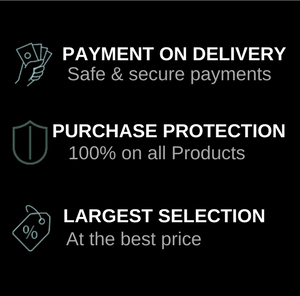 PAYMENT ON DELIVERY
Safe & secure payments
PURCHASE PROTECTION
100% on all Products
LARGEST SELECTION
%
At the best price